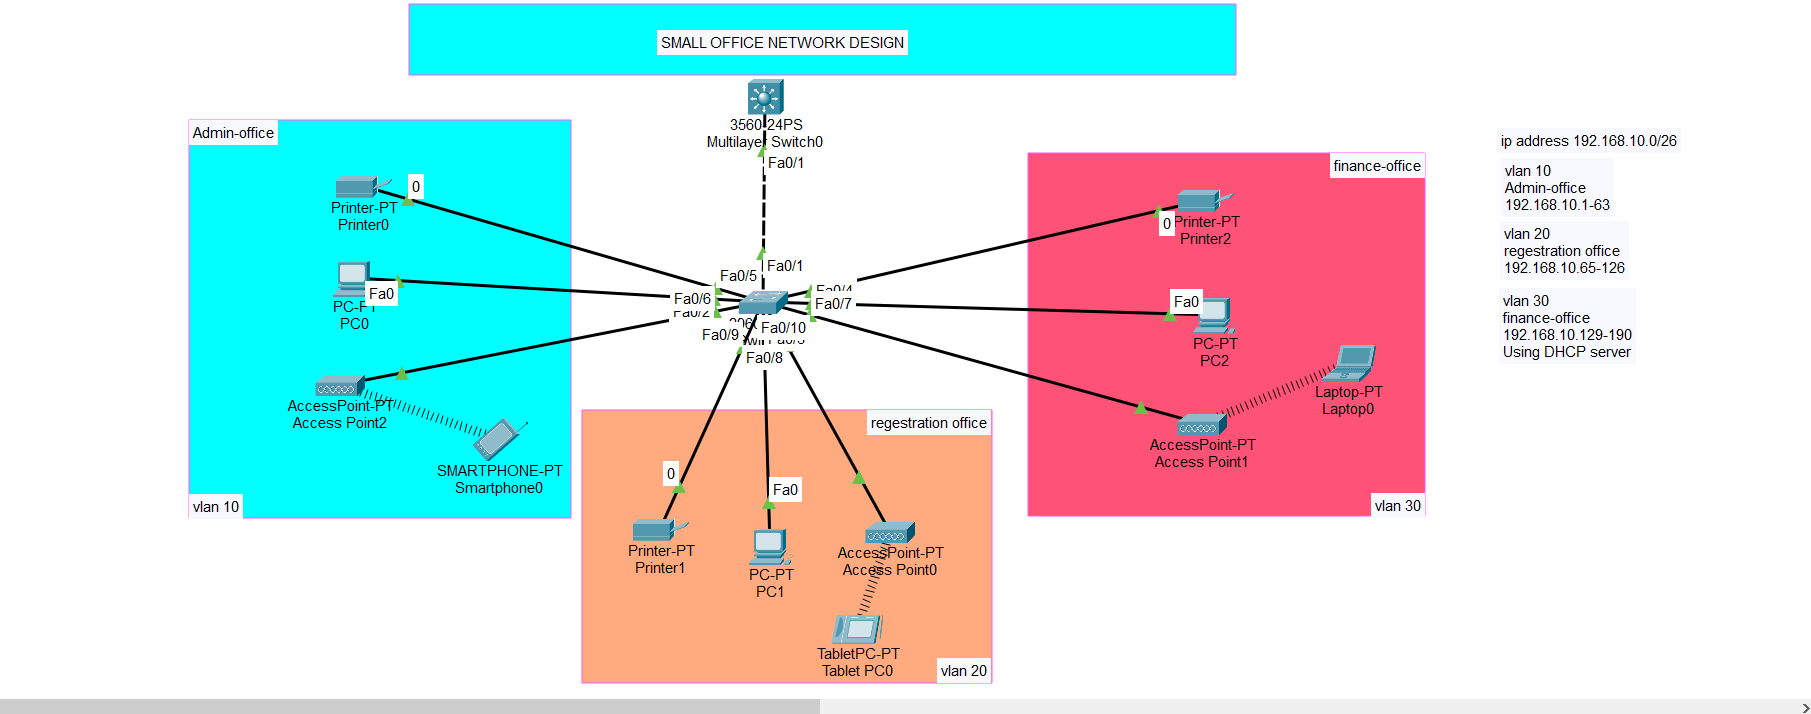 SMALL OFFICE NETWORK DESIGN
3560-24PS
Multilayer Switch0
Fa0/1
Admin-office
0
Printer-PT
Printer0
Fa0
PC-PT
PC0
AccessPoint-PT
Access Point2
SMARTPHONE-PT
Smartphone0
vlan 10
Fa0/1
Fa0/5
Fa0/6
Fa0/2
Fa0/4
Fa0/7
Fa0/9
Fa0/10
Fa0/8
finance-office
0
Printer-PT
Printer2
Fa0
PC-PT
PC2
Laptop-PT
Laptop0
AccessPoint-PT
Access Point1
vlan 30
regestration office
0
Printer-PT
Printer1
Fa0
PC-PT
PC1
AccessPoint-PT
Access Point0
TabletPC-PT
Tablet PC0
vlan 20
ip address 192.168.10.0/26
vlan 10
Admin-office
192.168.10.1-63
vlan 20
regestration office
192.168.10.65-126
vlan 30
finance-office
192.168.10.129-190
Using DHCP server